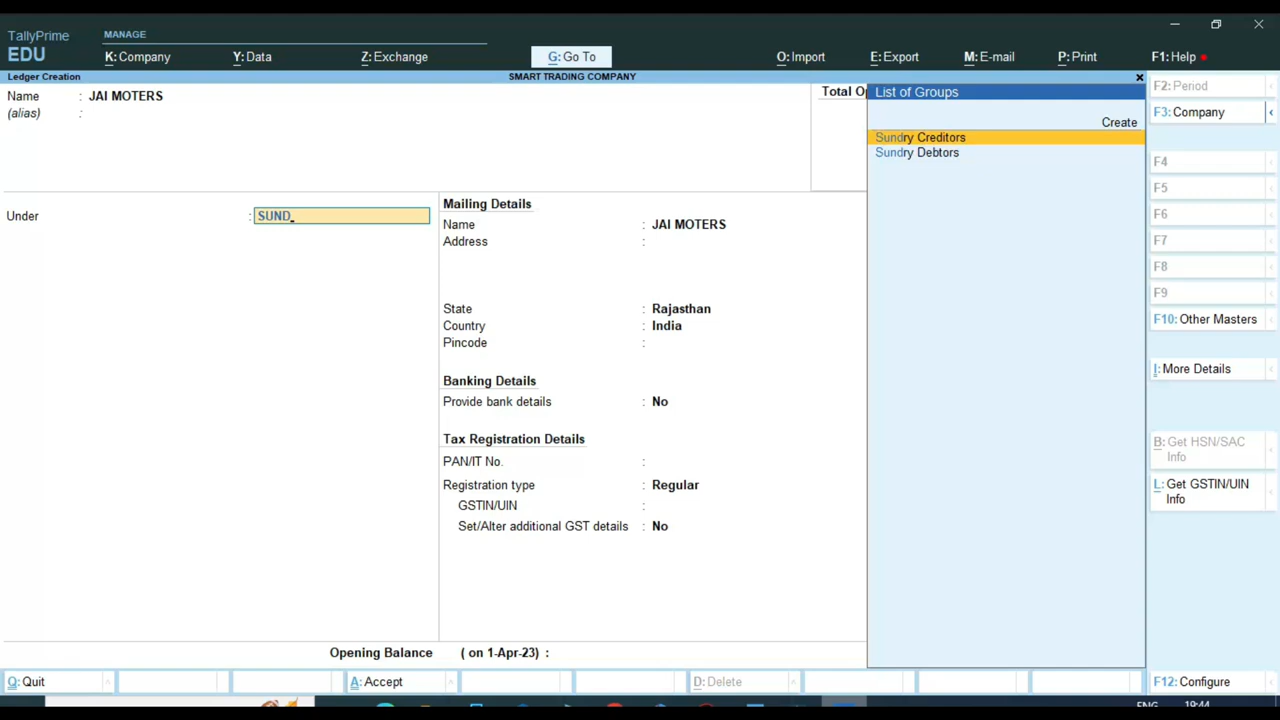 TallyPrime
EDU
MANAGE
K: Company
Y: Data
Z: Exchange
G: Go To
O: Import
E: Export
M: E-mail
P: Print
F1: Help
Ledger Creation
SMART TRADING COMPANY
Name : JAI MOTERS
(alias) :
Total Op
List of Groups
Create
Sundry Creditors
Sundry Debtors
Under : SUND
Mailing Details
Name : JAI MOTERS
Address :
State : Rajasthan
Country : India
Pincode :
Banking Details
Provide bank details : No
Tax Registration Details
PAN/IT No. :
Registration type : Regular
GSTIN/UIN :
Set/Alter additional GST details : No
Opening Balance ( on 1-Apr-23) :
F2: Period
F3: Company
F4
F5
F6
F7
F8
F9
F10: Other Masters
I: More Details
B: Get HSN/SAC
Info
L: Get GSTIN/UIN
Info
Q: Quit
A: Accept
D: Delete
F12: Configure
ENG
19:44